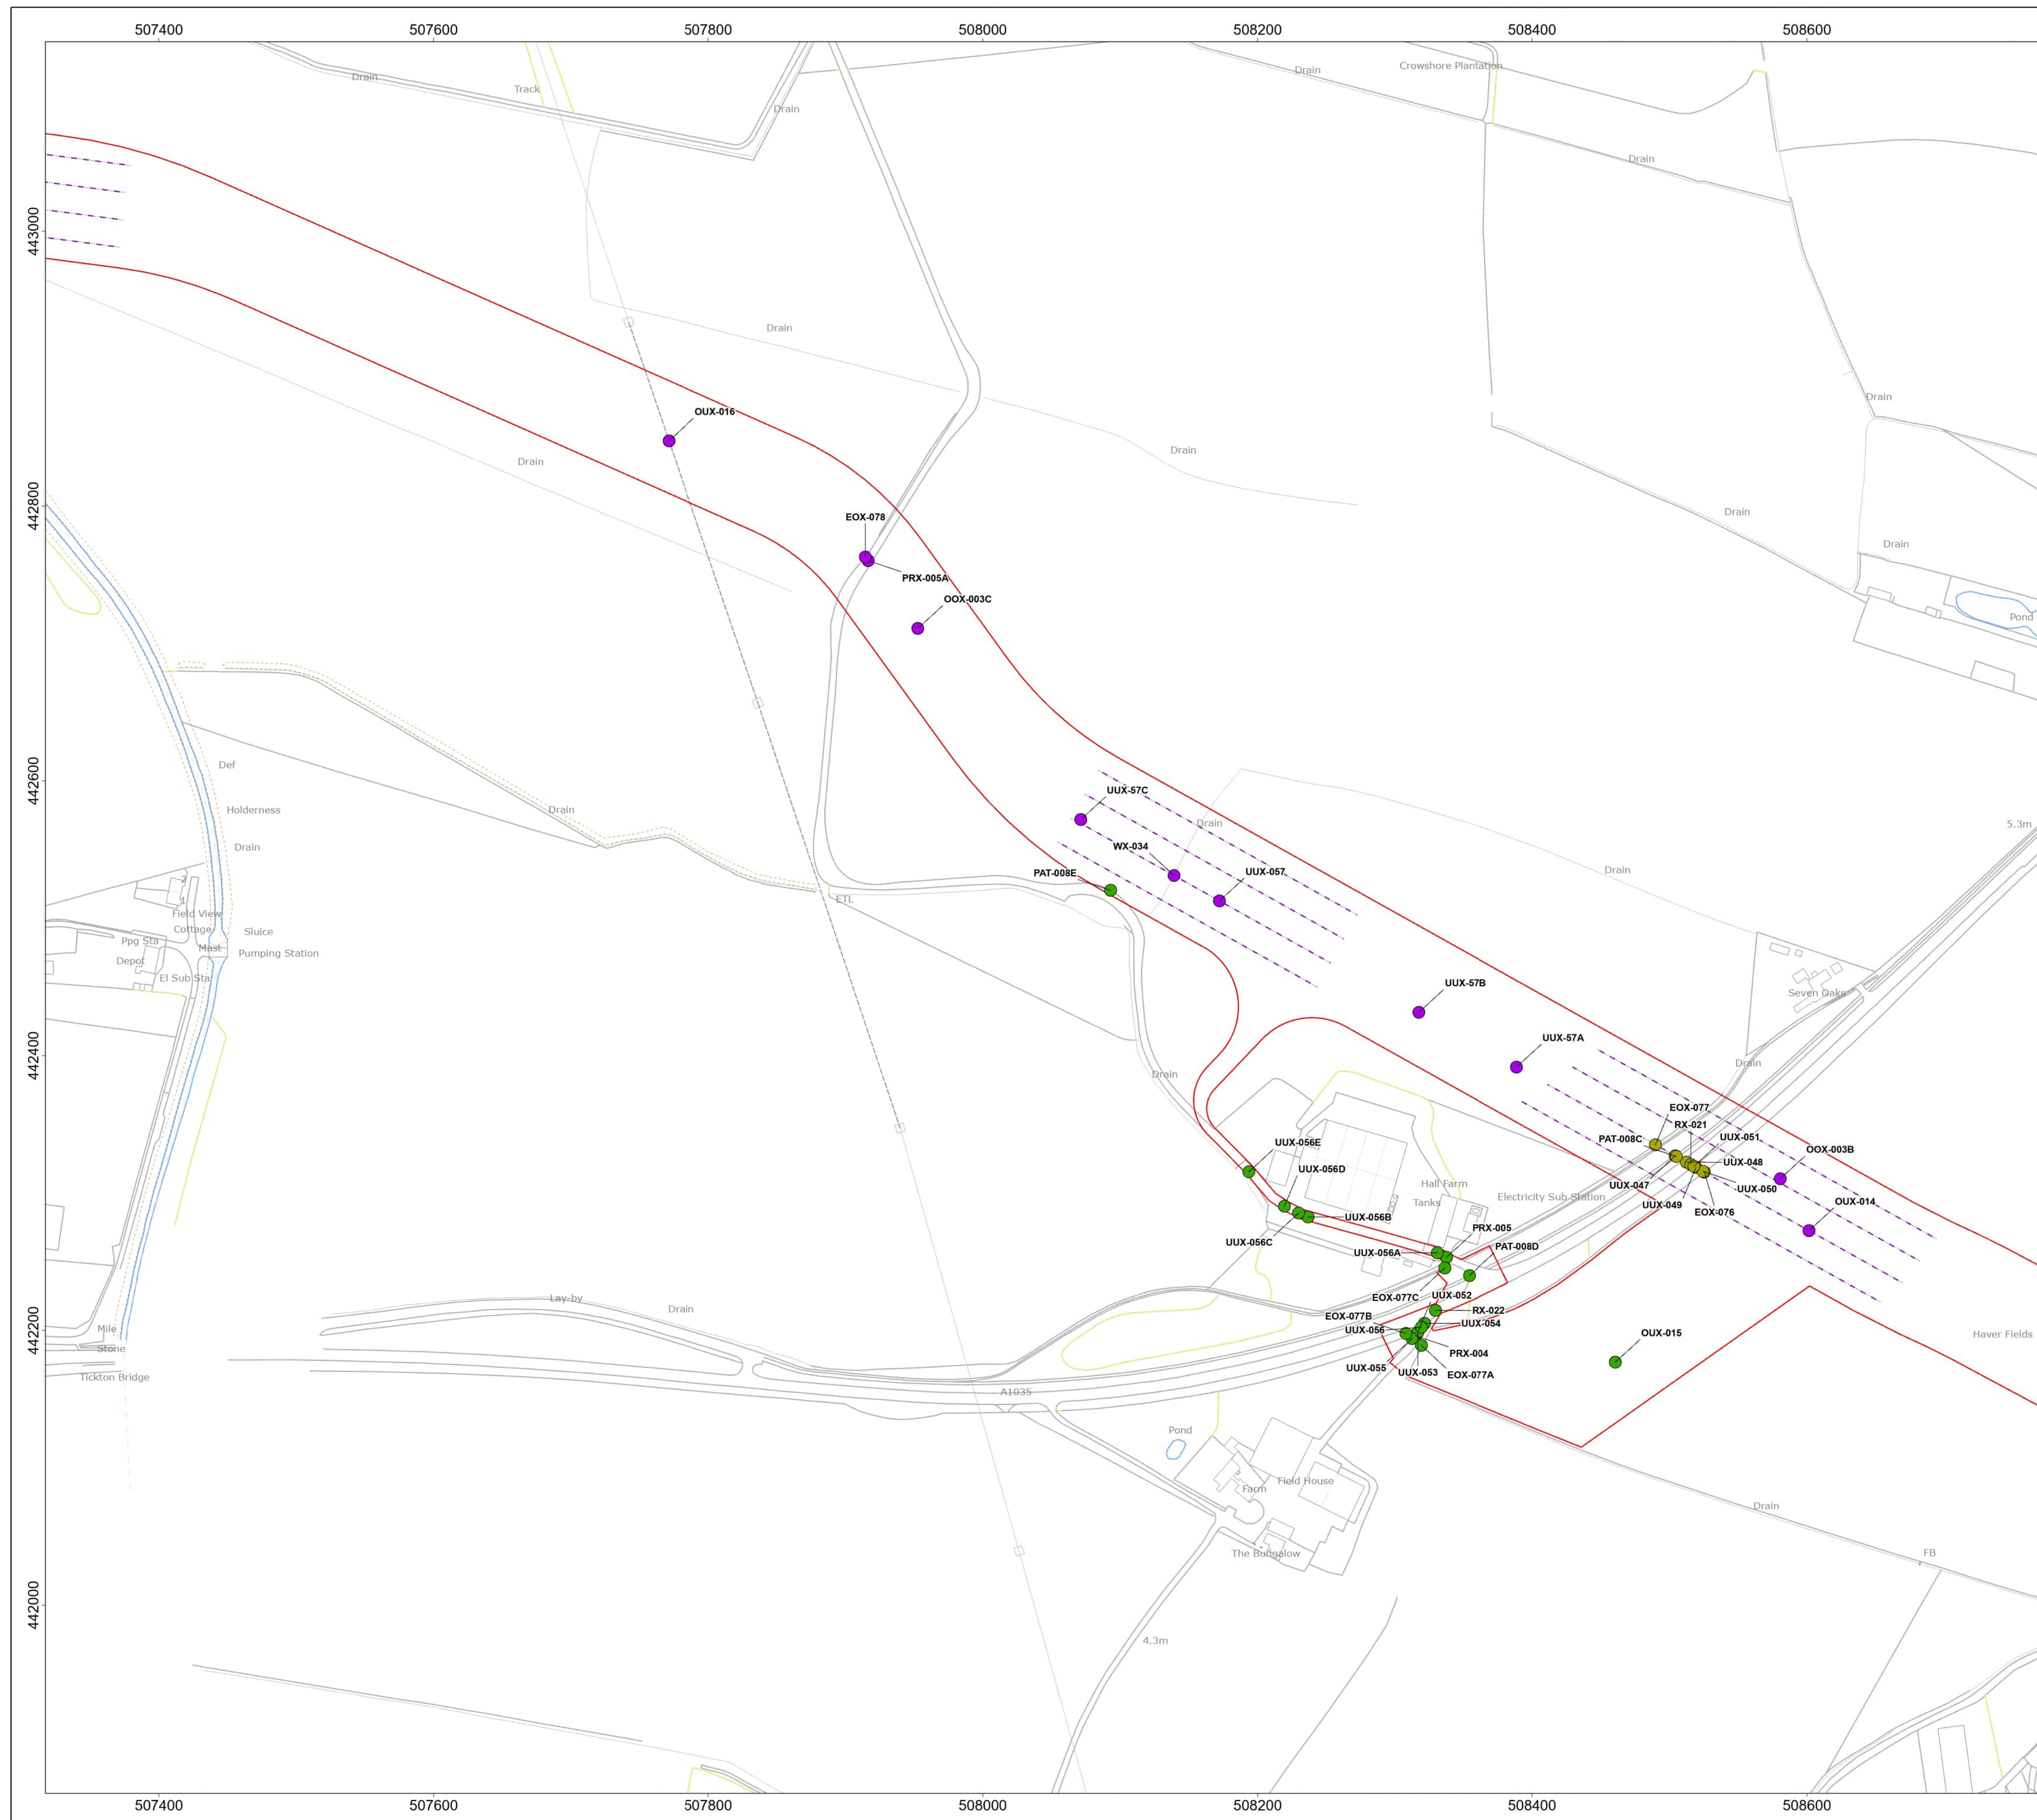 507400
507600
507800
508000
508200
508400
508600
Drain
Track
Drain
Drain
Crowshore Plantation
Drain
443000
Drain
Drain
OUX-016
Drain
Drain
442800
Drain
Drain
EOX-078
PRX-005A
OOX-003C
Pond
Def
Holderness
Drain
442600
Drain
UUX-57C
Drain
5.3m
WX-034
PAT-008E
UUX-057
Drain
2
1
ETL
Field View
Cottage
Sluice
Ppg Sta
Mast
Pumping Station
Depot
El Sub Sta
UUX-57B
Seven Oaks
442400
UUX-57A
Drain
Drain
EOX-077
RX-021
PAT-008C
UUX-051
UUX-056E
OOX-003B
UUX-048
UUX-056D
Hall Farm
UUX-047
UUX-050
Tanks
Electricity Sub Station
OUX-014
UUX-049
EOX-076
UUX-056B
PRX-005
UUX-056C
UUX-056A
PAT-008D
EOX-077C
UUX-052
Lay-by
Drain
RX-022
EOX-077B
442200
Mile
Stone
UUX-056
UUX-054
OUX-015
Haver Fields
PRX-004
UUX-055
UUX-053
EOX-077A
Tickton Bridge
A1035
Pond
Field House
Farm
Drain
The Bungalow
FB
442000
4.3m
507400
507600
507800
508000
508200
508400
508600